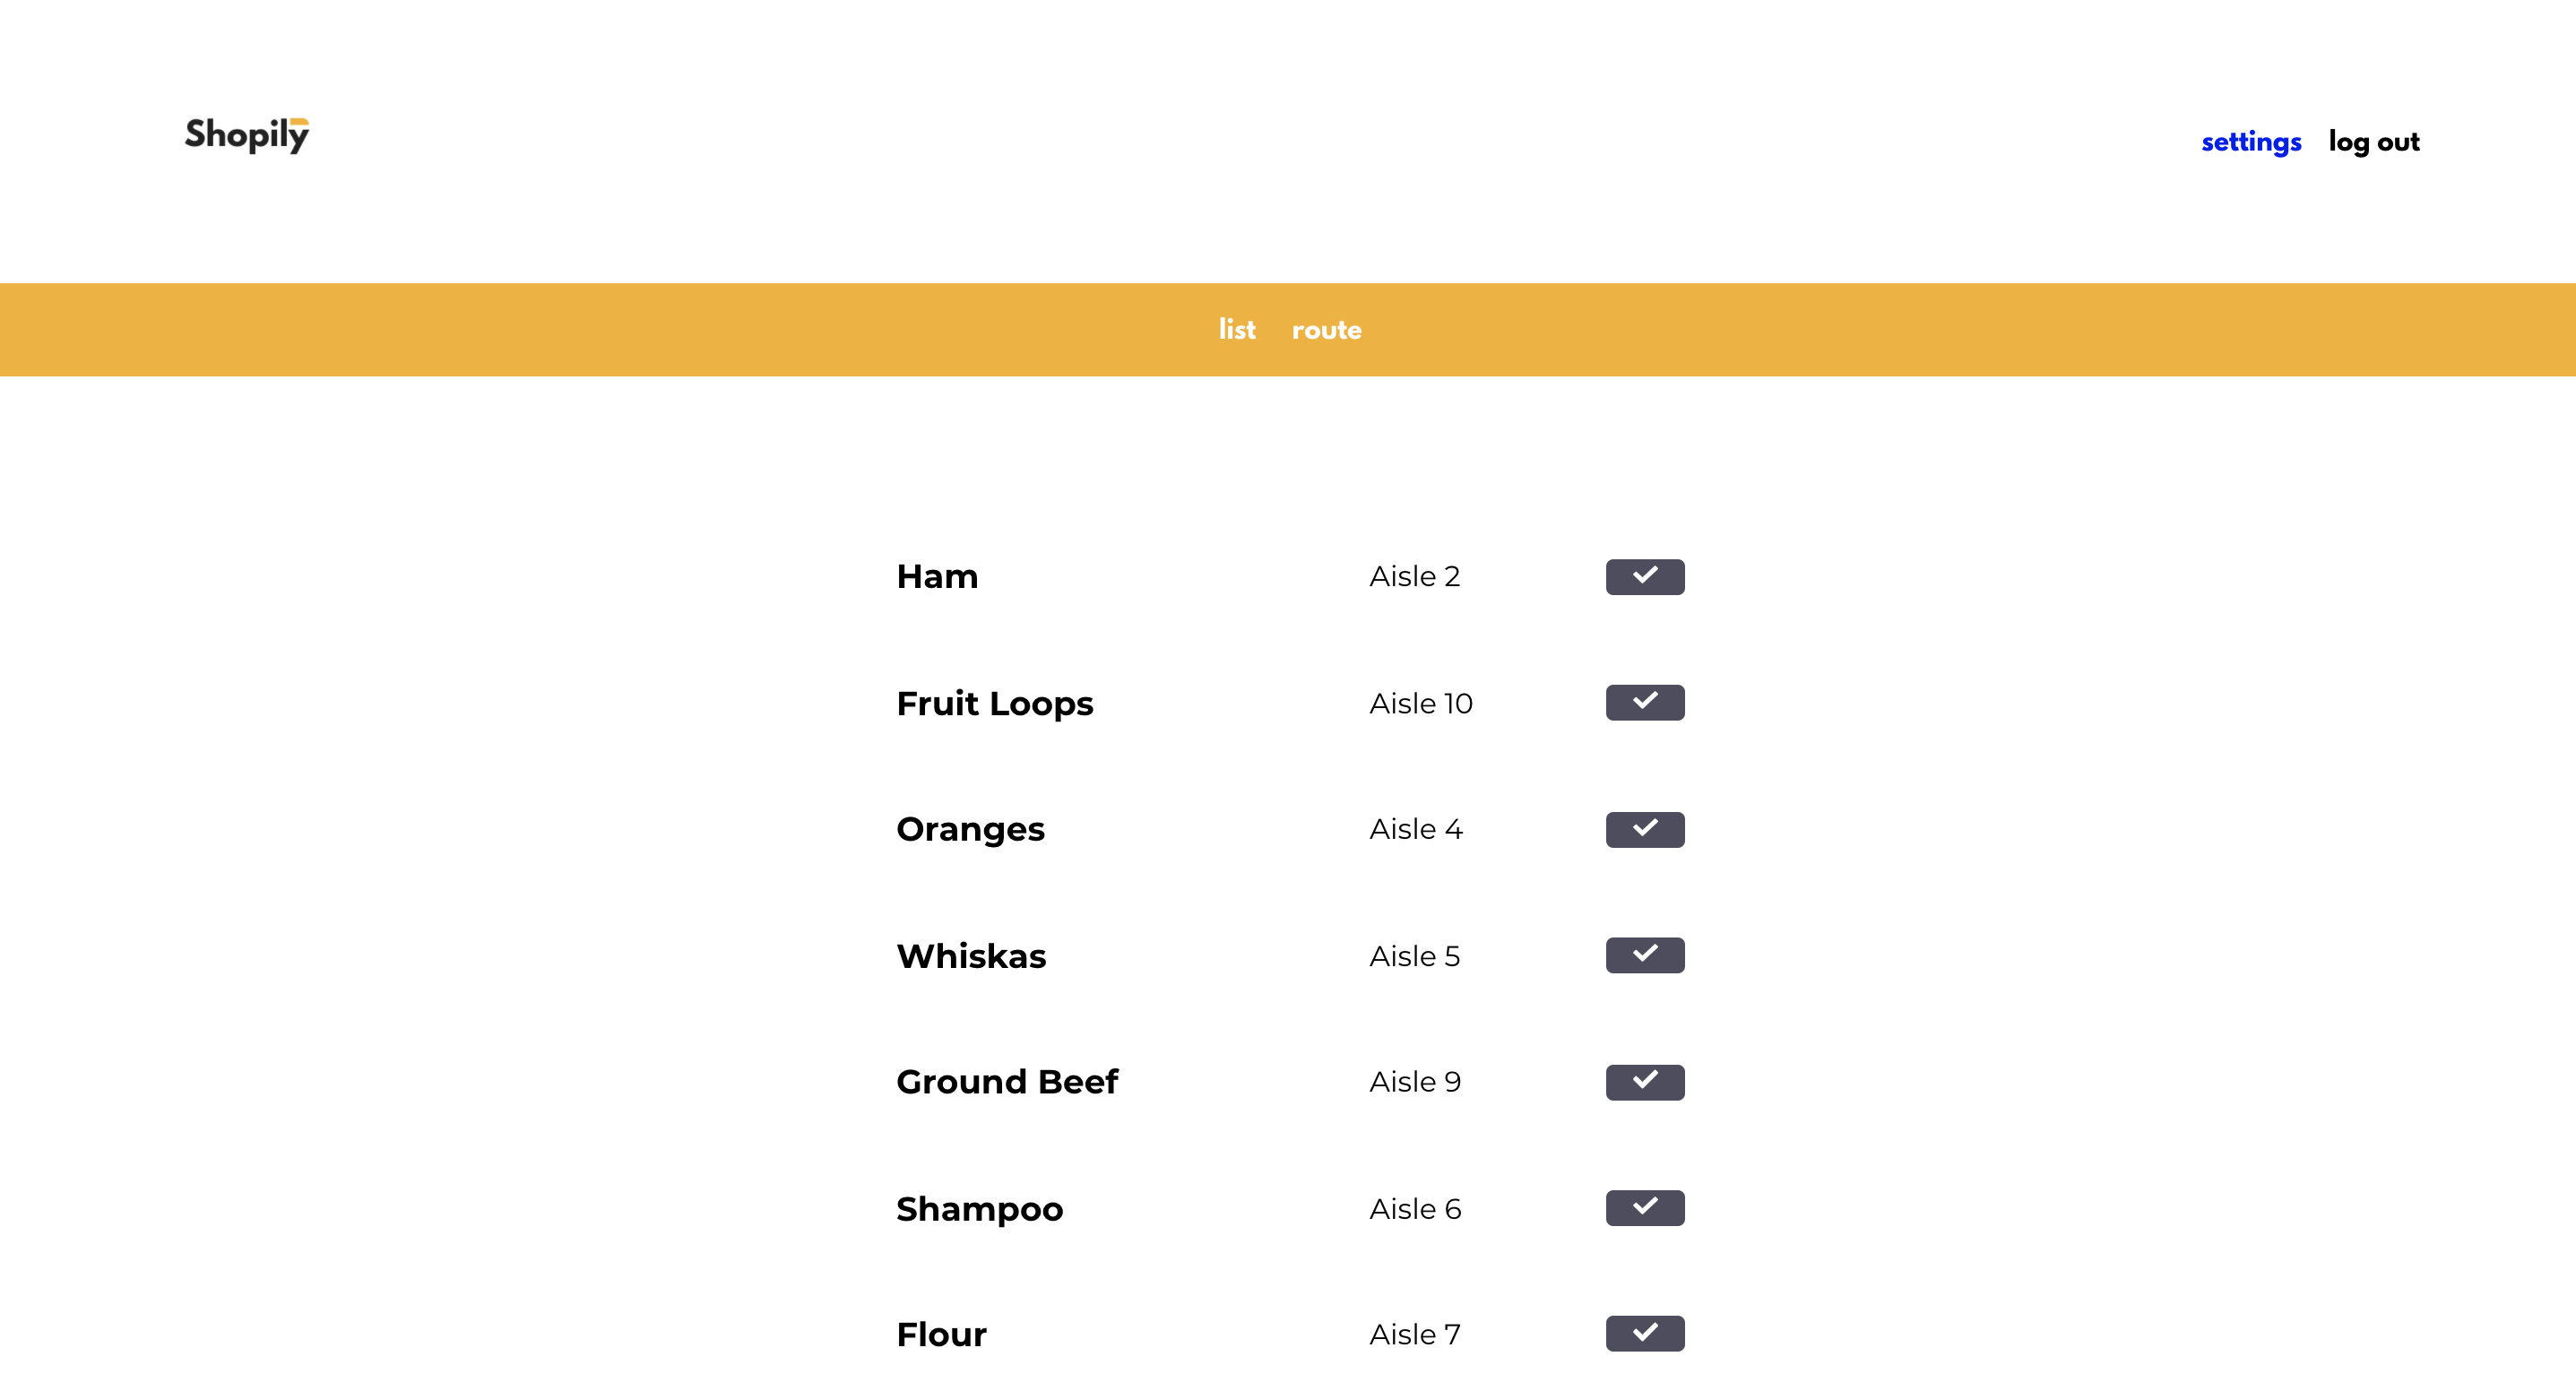 Shopily
settings log out
list route
Ham Aisle 2
Fruit Loops Aisle 10
Oranges Aisle 4
Whiskas Aisle 5
Ground Beef Aisle 9
Shampoo Aisle 6
Flour Aisle 7